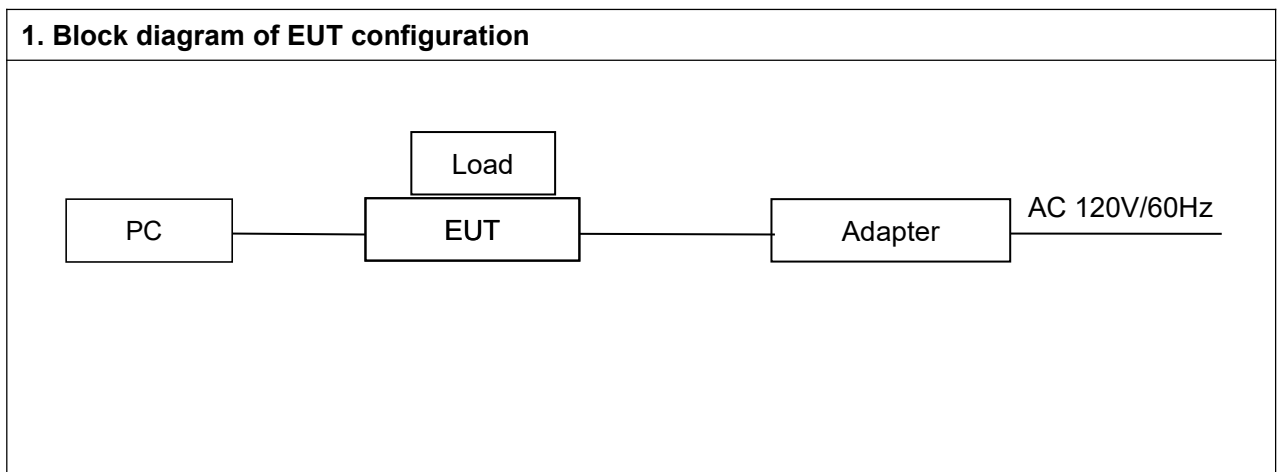 1. Block diagram of EUT configuration
Load
PC
EUT
Adapter
AC 120V/60Hz